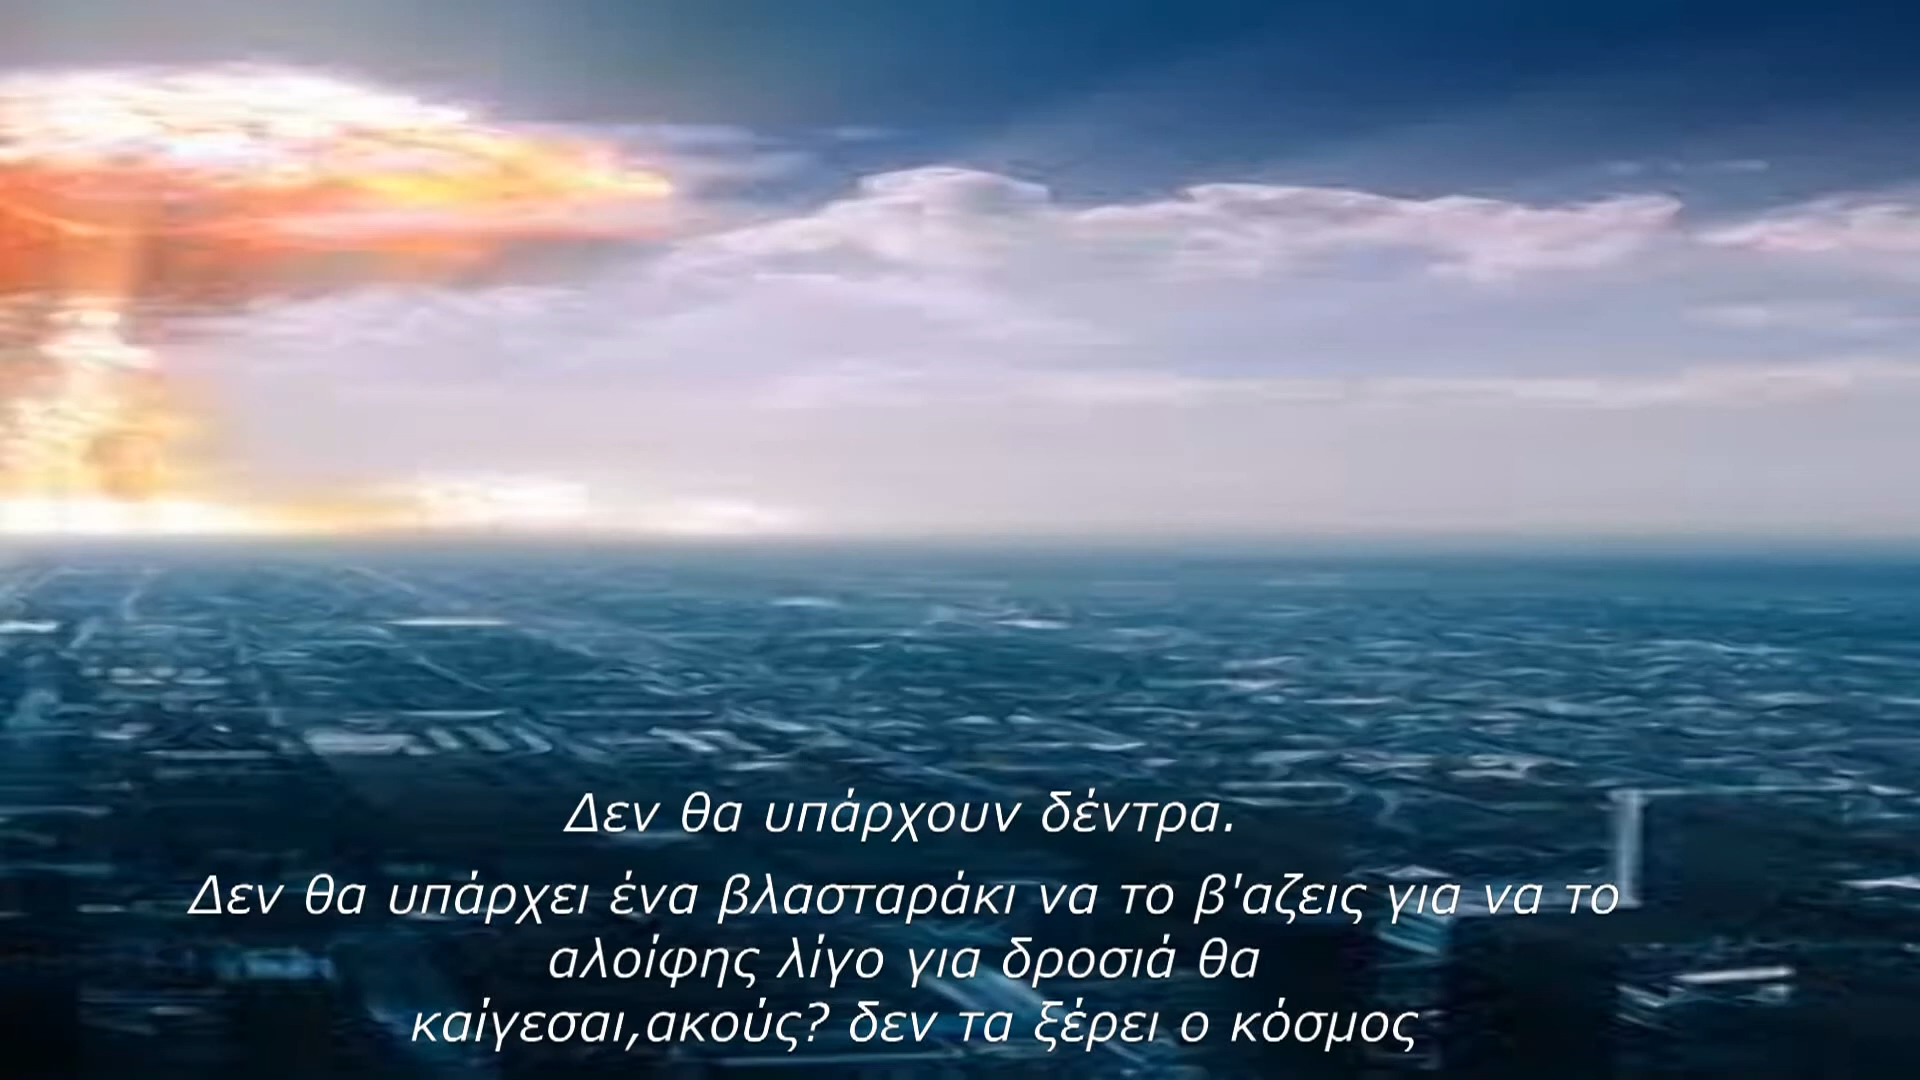 Δεν θα υπάρχουν δέντρα.
Δεν θα υπάρχει ένα βλασταράκι να το β'αζεις για να το
αλοίφης λίγο για δροσιά θα
καίγεσαι,ακούς? δεν τα ξέρει ο κόσμος